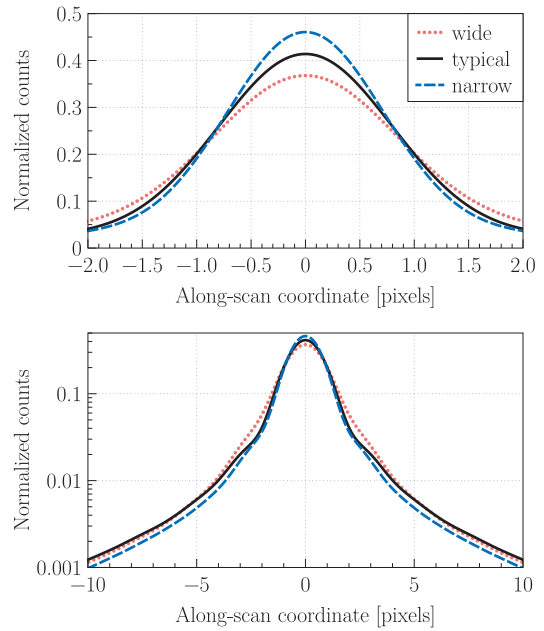 0.5
0.4
0.3
0.2
0.1
0
Normalized counts
wide
typical
narrow
−2.0 −1.5 −1.0 −0.5 0 0.5 1.0 1.5 2.0
Along-scan coordinate [pixels]
0.1
0.01
0.001
Normalized counts
−10 −5 0 5 10
Along-scan coordinate [pixels]